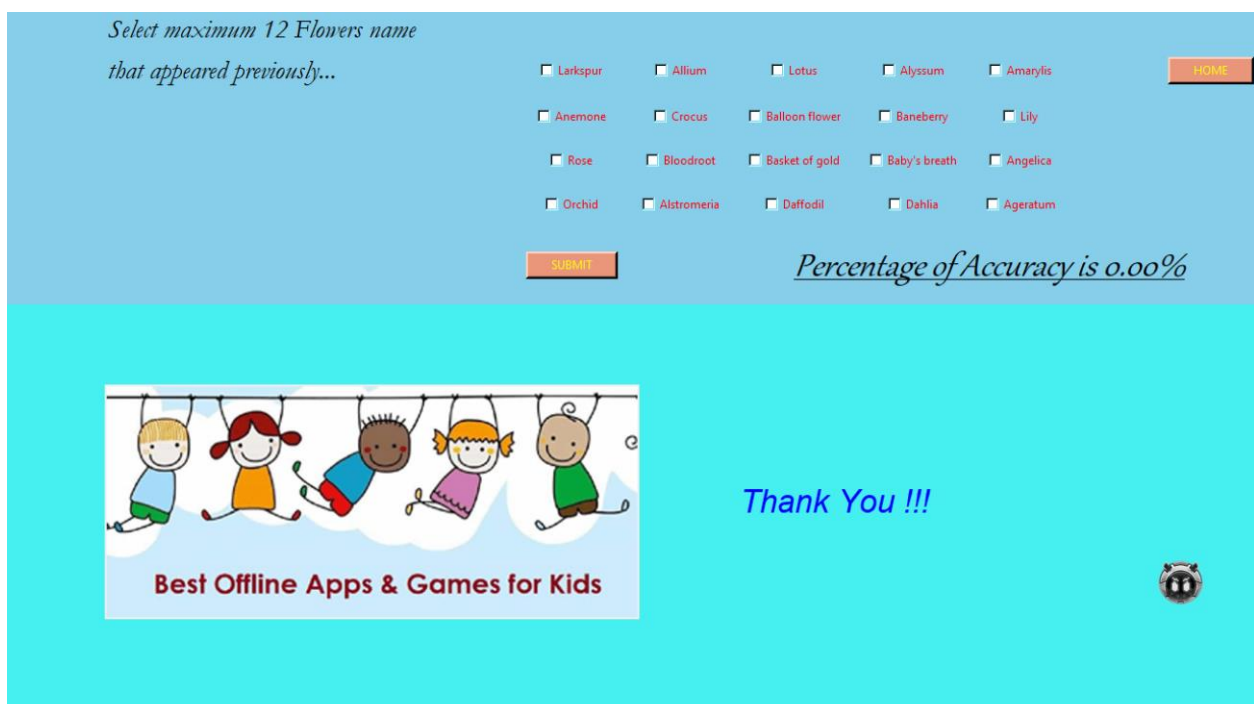 Select maximum 12 Flowers name
that appeared previously...
Larkspur Allium Lotus Alyssum Amarylis HOME
Anemone Crocus Balloon flower Baneberry Lily
Rose Bloodroot Basket of gold Baby's breath Angelica
Orchid Alstromeria Daffodil Dahlia Ageratum
SUBMIT Percentage of Accuracy is 0.00%
Thank You !!!
Best Offline Apps & Games for Kids